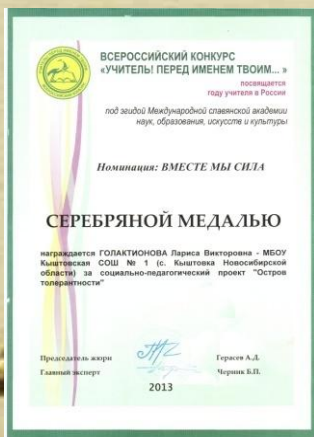 ВСЕРОССИЙСКИЙ КОНКУРС
«УЧИТЕЛЬ! ПЕРЕД ИМЕНЕМ ТВОИМ... »
посвящается
году учителя в России
под эгидой Международной славянской академии
наук, образования, искусств и культуры
Номинация: ВМЕСТЕ МЫ СИЛА
СЕРЕБРЯНОЙ МЕДАЛЬЮ
награждается ГОЛАКТИОНОВА Лариса Викторовна - МБОУ
Кыштовская СОШ № 1 (с. Кыштовка Новосибирской
области) за социально-педагогический проект "Остров
толерантности"
Председатель жюри Герасев А.Д.
Главный эксперт Черник Б.П.
2013